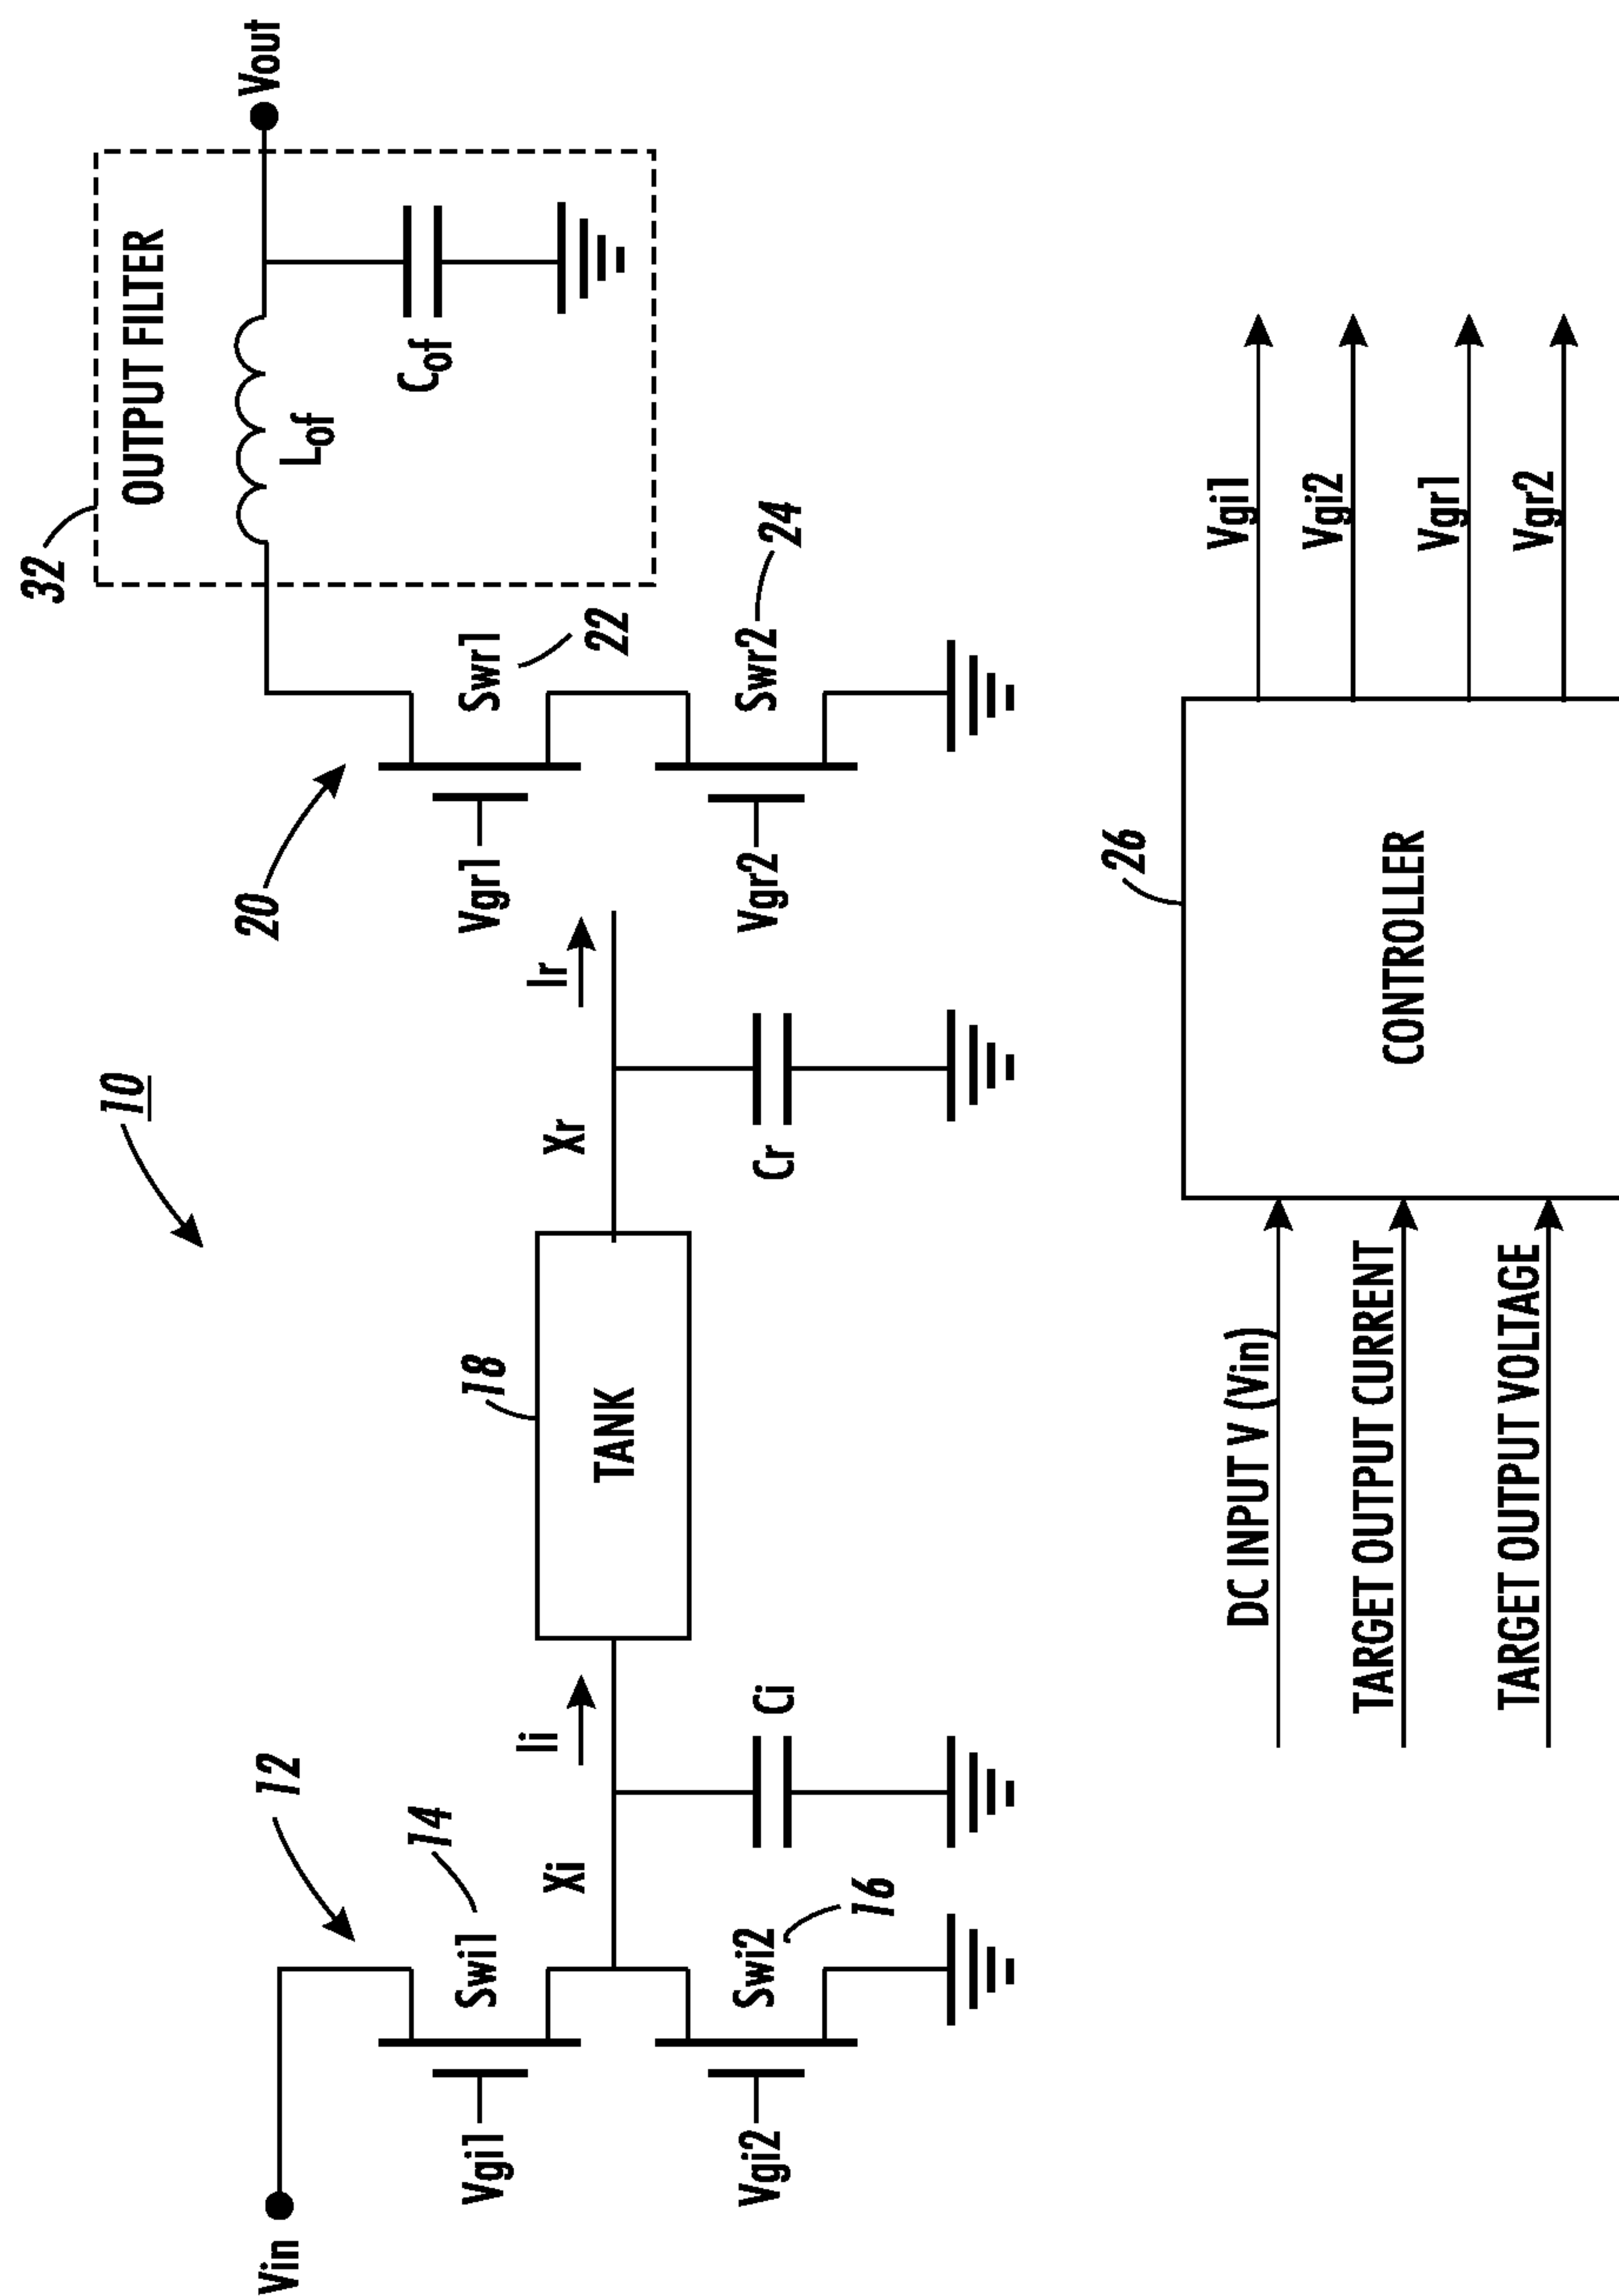 10
32
OUTPUT FILTER
Vout
Lof
Cof
Vin
12
14
Swi1
Vgi1
Xi
Ii
Swi2
Vgi2
16
Ci
18
TANK
Xr
Ir
Cr
20
Vgr1
Swr1
22
Vgr2
Swr2
24
26
CONTROLLER
DC INPUT V (Vin)
TARGET OUTPUT CURRENT
TARGET OUTPUT VOLTAGE
Vgi1
Vgi2
Vgr1
Vgr2